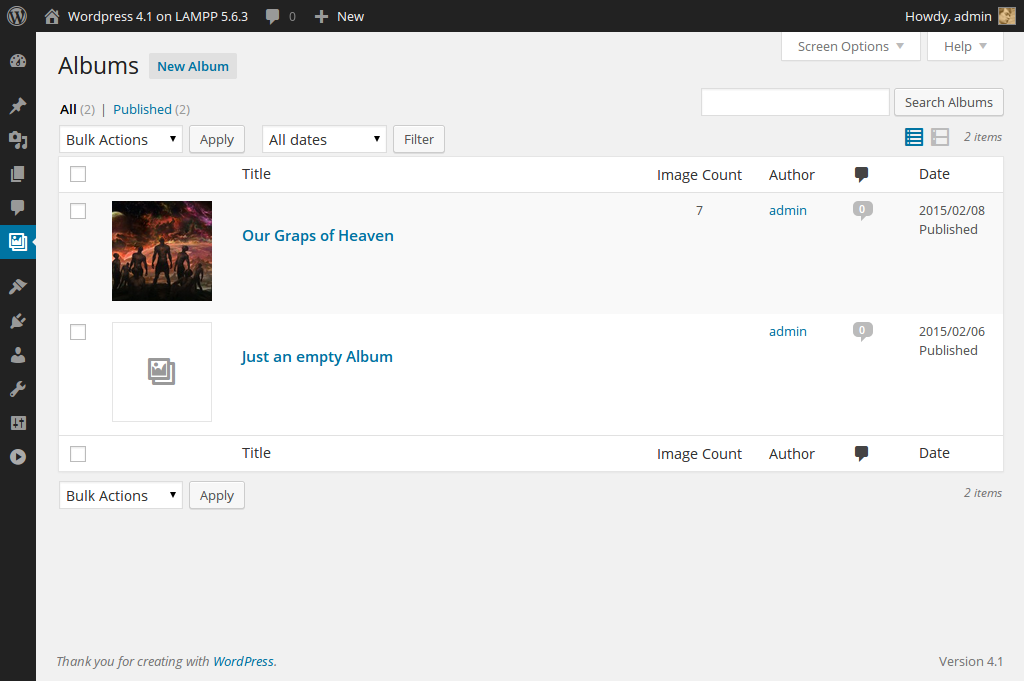 Wordpress 4.1 on LAMPP 5.6.3 0 New Howdy, admin
Screen Options Help
Albums New Album
All (2) | Published (2) Search Albums
Bulk Actions Apply All dates Filter 2 items
Title Image Count Author Date
Our Graps of Heaven 7 admin 0 2015/02/08
Published
Just an empty Album admin 0 2015/02/06
Published
Title Image Count Author Date
Bulk Actions Apply 2 items
Thank you for creating with WordPress. Version 4.1